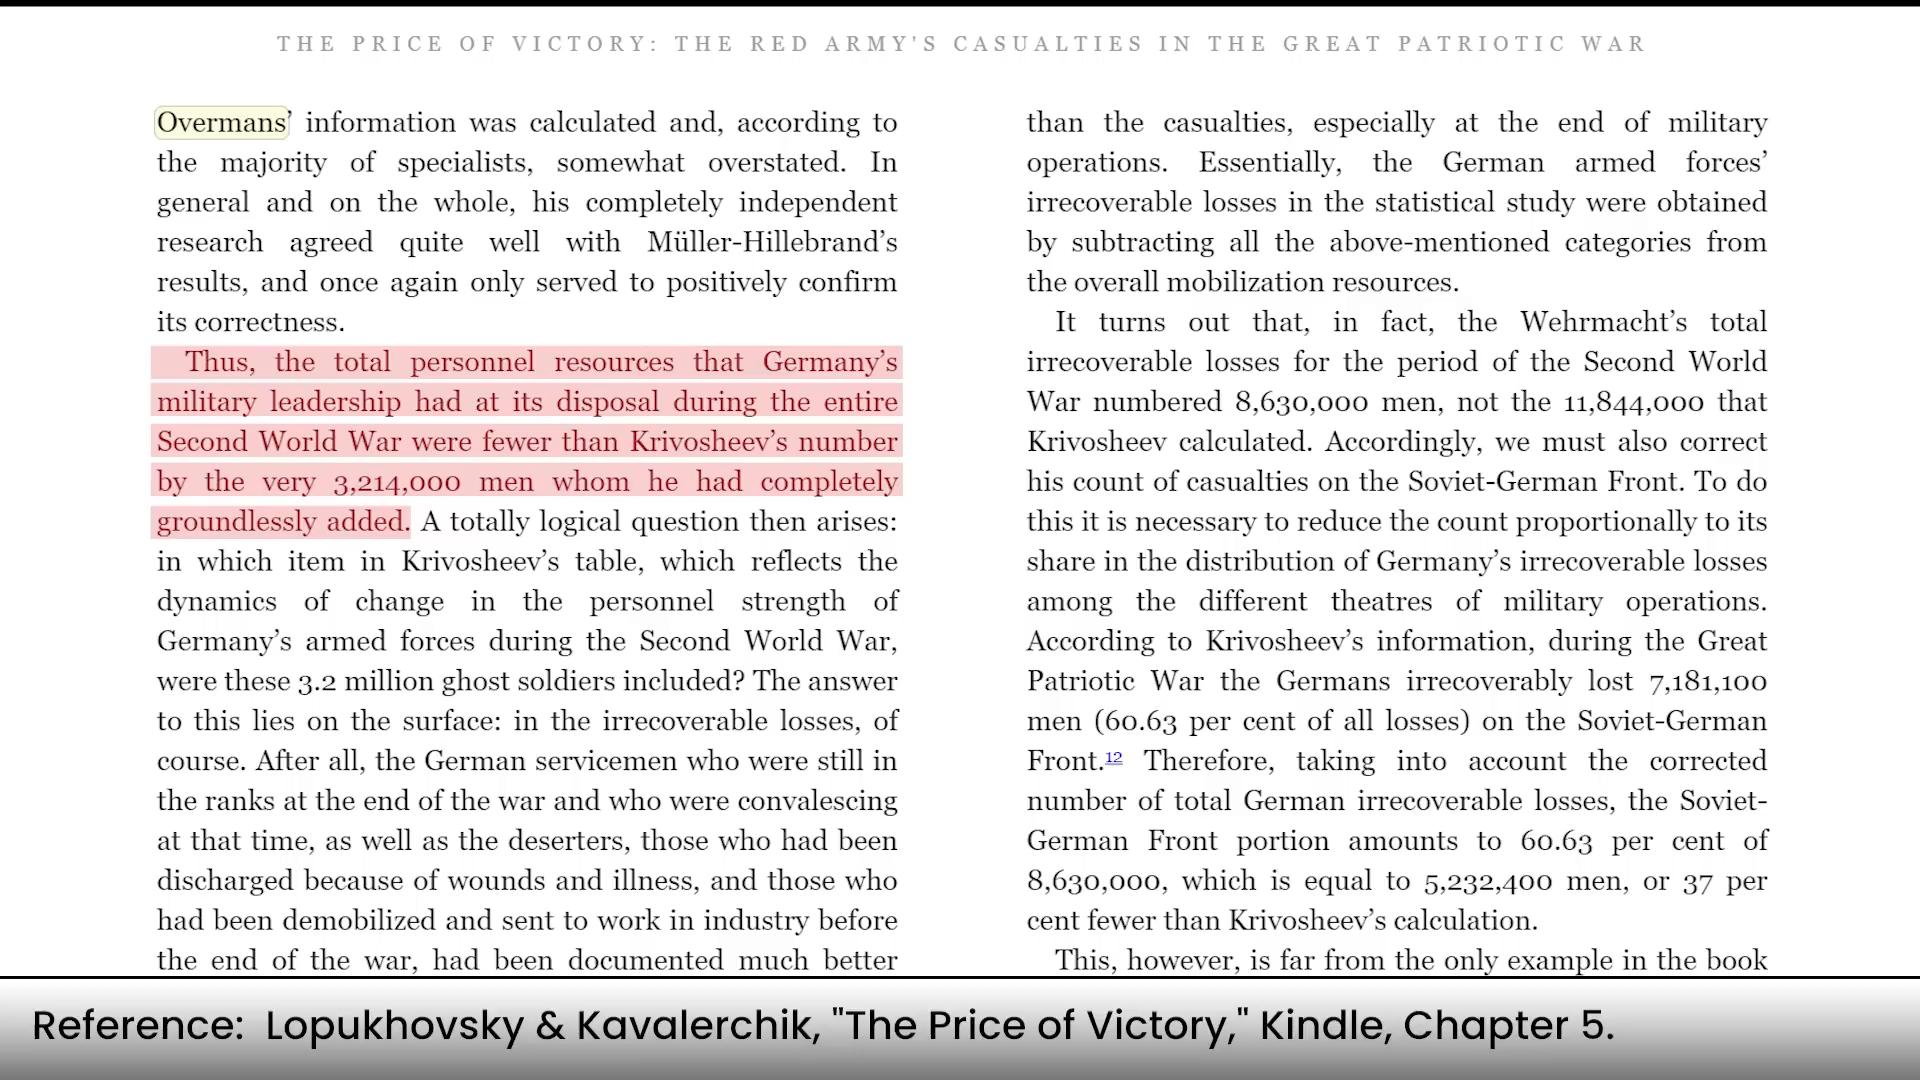 THE PRICE OF VICTORY: THE RED ARMY'S CASUALTIES IN THE GREAT PATRIOTIC WAR
Overmans’ information was calculated and, according to
the majority of specialists, somewhat overstated. In
general and on the whole, his completely independent
research agreed quite well with Müller-Hillebrand’s
results, and once again only served to positively confirm
its correctness.
Thus, the total personnel resources that Germany’s
military leadership had at its disposal during the entire
Second World War were fewer than Krivosheev’s number
by the very 3,214,000 men whom he had completely
groundlessly added. A totally logical question then arises:
in which item in Krivosheev’s table, which reflects the
dynamics of change in the personnel strength of
Germany’s armed forces during the Second World War,
were these 3.2 million ghost soldiers included? The answer
to this lies on the surface: in the irrecoverable losses, of
course. After all, the German servicemen who were still in
the ranks at the end of the war and who were convalescing
at that time, as well as the deserters, those who had been
discharged because of wounds and illness, and those who
had been demobilized and sent to work in industry before
the end of the war, had been documented much better
than the casualties, especially at the end of military
operations. Essentially, the German armed forces’
irrecoverable losses in the statistical study were obtained
by subtracting all the above-mentioned categories from
the overall mobilization resources.
It turns out that, in fact, the Wehrmacht’s total
irrecoverable losses for the period of the Second World
War numbered 8,630,000 men, not the 11,844,000 that
Krivosheev calculated. Accordingly, we must also correct
his count of casualties on the Soviet-German Front. To do
this it is necessary to reduce the count proportionally to its
share in the distribution of Germany’s irrecoverable losses
among the different theatres of military operations.
According to Krivosheev’s information, during the Great
Patriotic War the Germans irrecoverably lost 7,181,100
men (60.63 per cent of all losses) on the Soviet-German
Front.12 Therefore, taking into account the corrected
number of total German irrecoverable losses, the Soviet-
German Front portion amounts to 60.63 per cent of
8,630,000, which is equal to 5,232,400 men, or 37 per
cent fewer than Krivosheev’s calculation.
This, however, is far from the only example in the book
Reference: Lopukhovsky & Kavalerchik, "The Price of Victory," Kindle, Chapter 5.